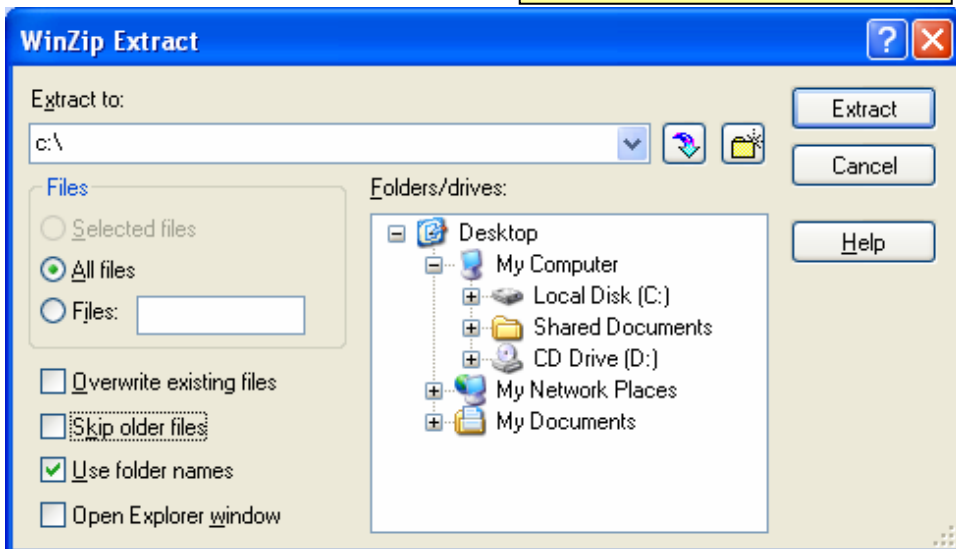 WinZip Extract
Extract to:
c:\
Extract
Cancel
Help
Files
Selected files
All files
Files:
Overwrite existing files
Skip older files
Use folder names
Open Explorer window
Folders/drives:
Desktop
My Computer
Local Disk (C:)
Shared Documents
CD Drive (D:)
My Network Places
My Documents